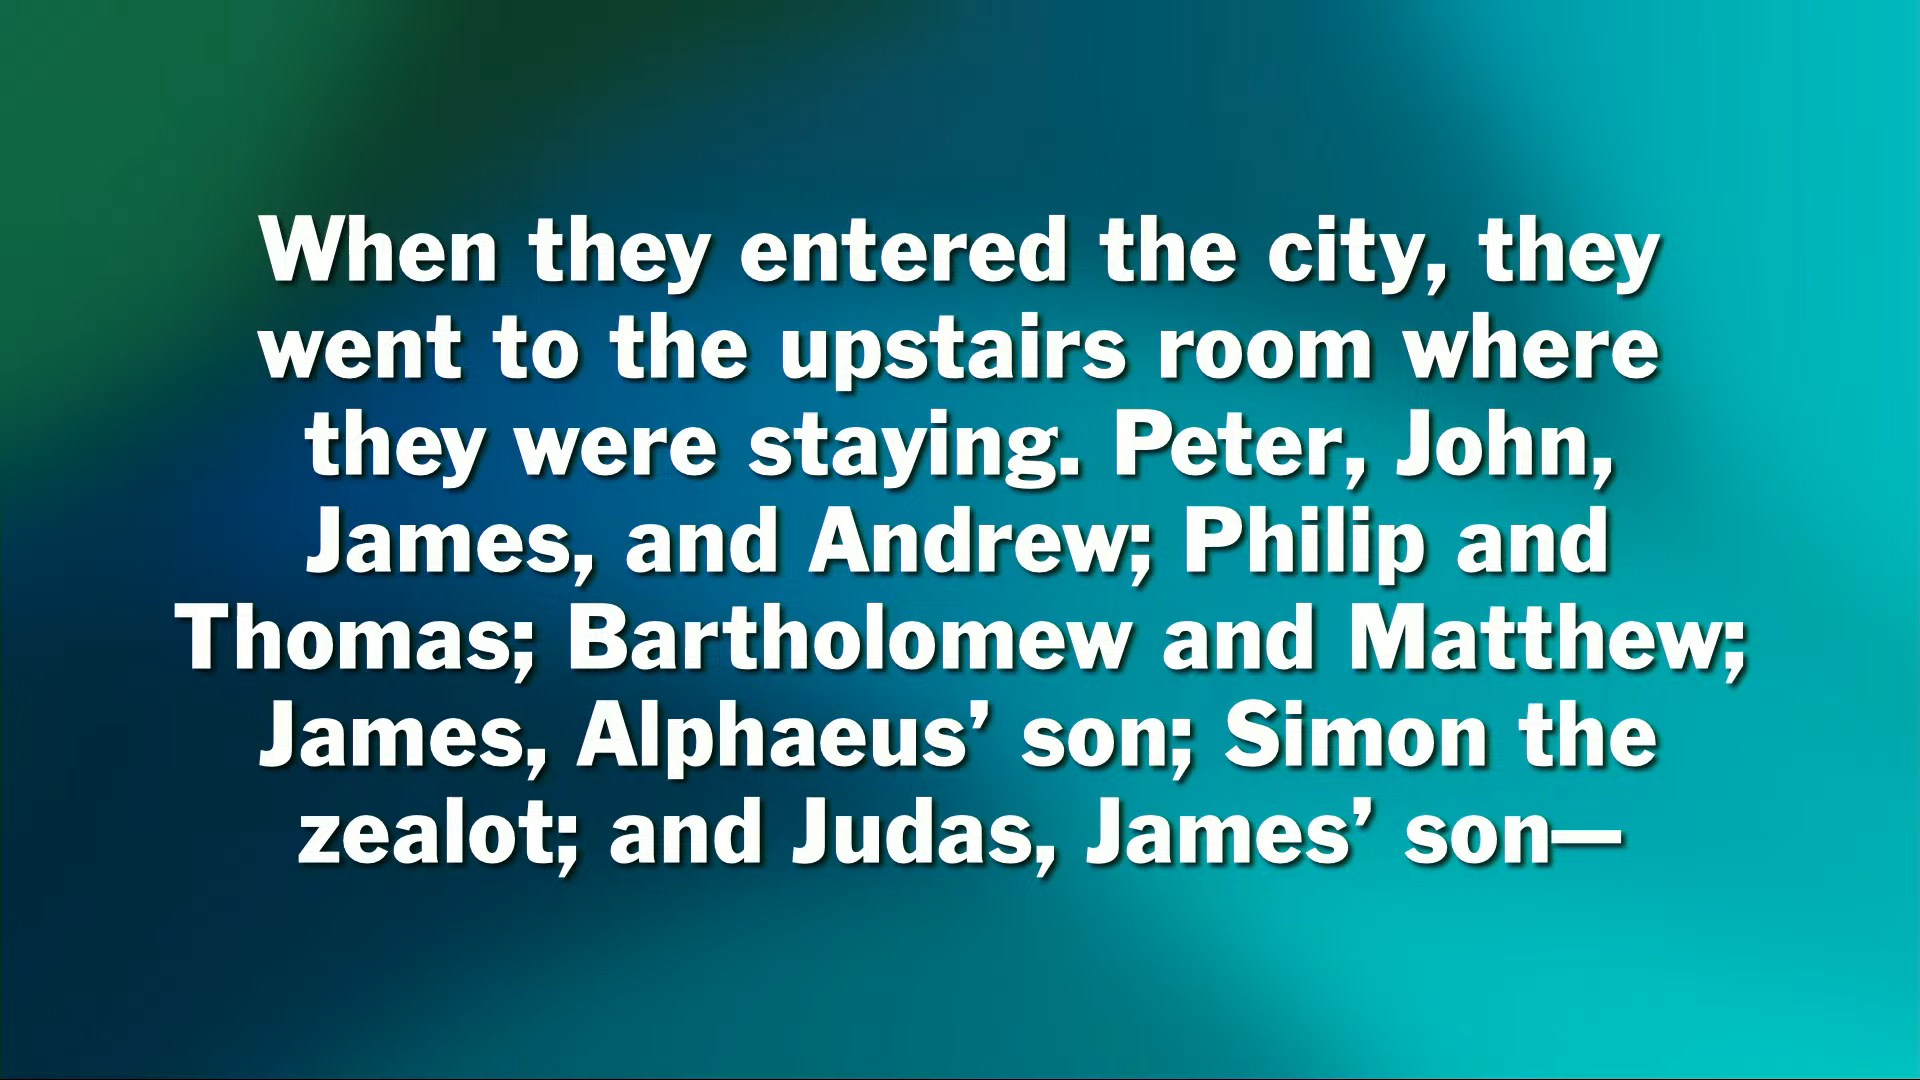 When they entered the city, they
went to the upstairs room where
they were staying. Peter, John,
James, and Andrew; Philip and
Thomas; Bartholomew and Matthew;
James, Alphaeus’ son; Simon the
zealot; and Judas, James’ son—